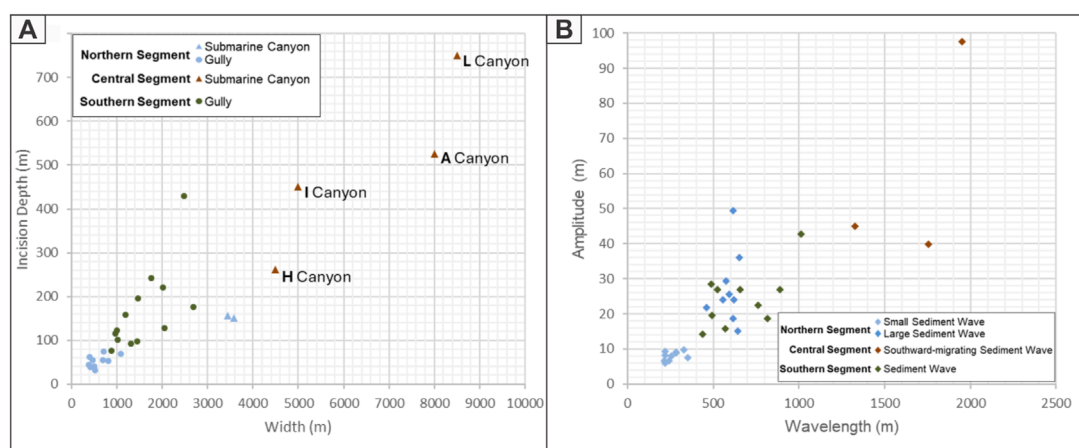 A
Northern Segment
Submarine Canyon
Gully
Central Segment Submarine Canyon
Southern Segment Gully
L Canyon
A Canyon
I Canyon
H Canyon
Incision Depth (m)
700
600
500
400
300
200
100
0
0 1000 2000 3000 4000 5000 6000 7000 8000 9000 10000
Width (m)
B
Amplitude (m)
100
90
80
70
60
50
40
30
20
10
0
Northern Segment
Small Sediment Wave
Large Sediment Wave
Central Segment Southward-migrating Sediment Wave
Southern Segment Sediment Wave
0 500 1000 1500 2000 2500
Wavelength (m)